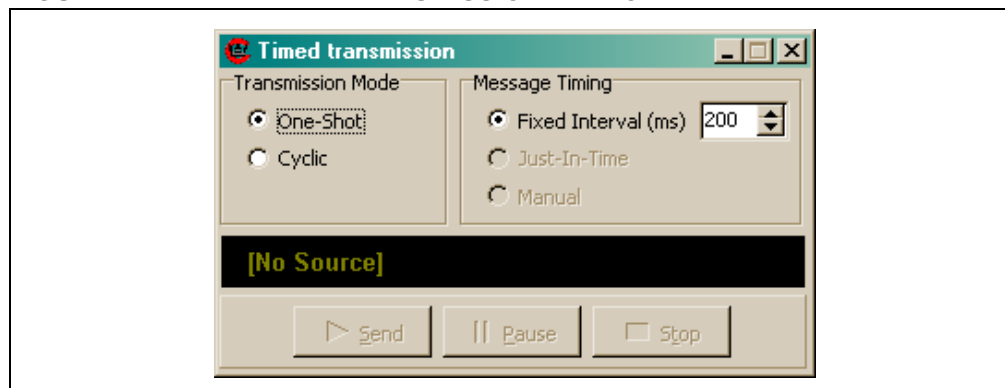 Timed transmission
Transmission Mode
One-Shot
Cyclic
Message Timing
Fixed Interval (ms) 200
Just-In-Time
Manual
[No Source]
Send Pause Stop